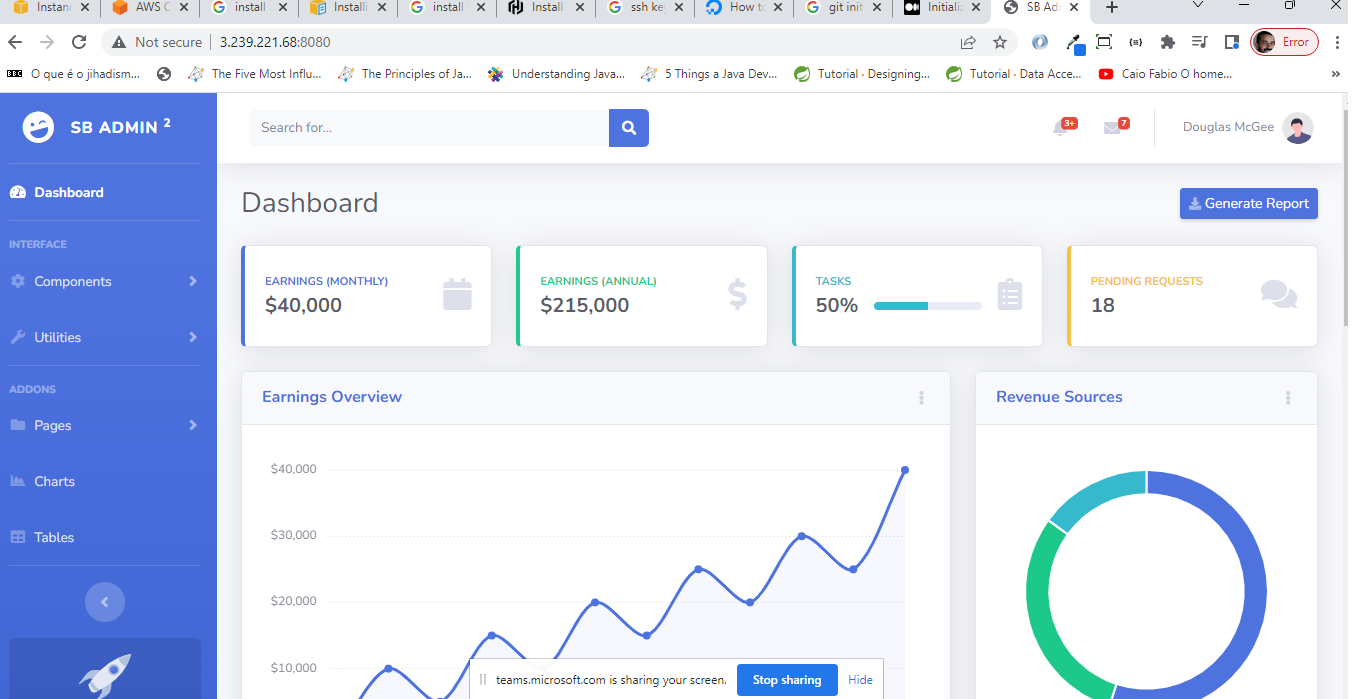 Instan AWS C install Installi install Install ssh ke How to git init Initiali SB Ad
Not secure 3.239.221.68:8080 Error
BBC O que é o jihadism... The Five Most Influ... The Principles of Ja... Understanding Java... 5 Things a Java Dev... Tutorial · Designing... Tutorial · Data Acce... Caio Fabio O home... »
SB ADMIN 2
Search for...
3+
7
Douglas McGee
Dashboard
INTERFACE
Components
Utilities
ADDONS
Pages
Charts
Tables
Dashboard
Generate Report
EARNINGS (MONTHLY)
$40,000
EARNINGS (ANNUAL)
$215,000
TASKS
50%
PENDING REQUESTS
18
Earnings Overview
$40,000
$30,000
$20,000
$10,000
Revenue Sources
teams.microsoft.com is sharing your screen. Stop sharing Hide